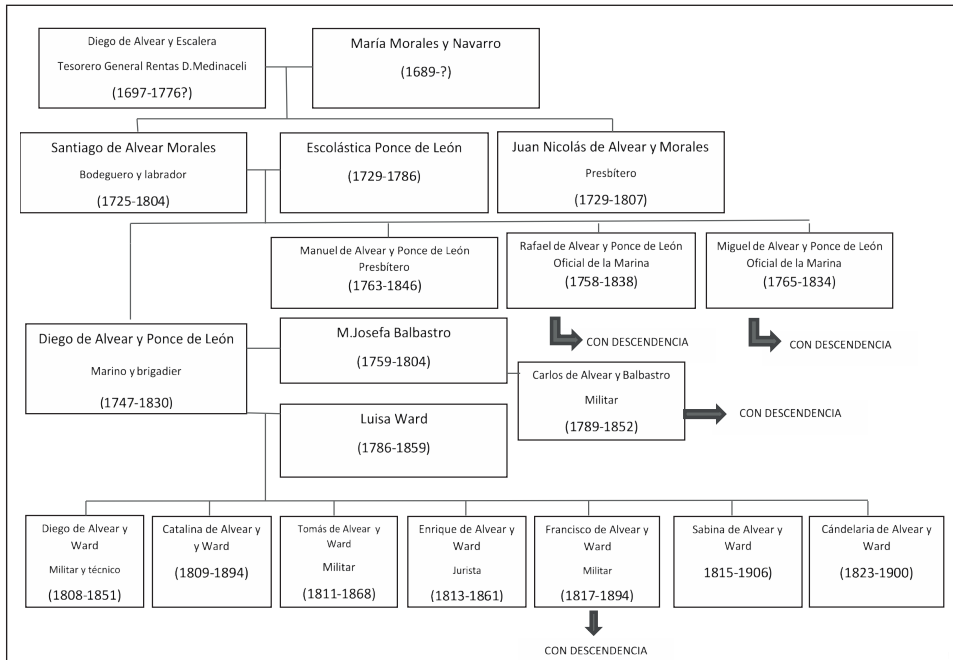 Diego de Alvear y Escalera
Tesorero General Rentas D.Medinaceli
(1697-1776?)
María Morales y Navarro
(1689-?)
Santiago de Alvear Morales
Bodeguero y labrador
(1725-1804)
Escolástica Ponce de León
(1729-1786)
Juan Nicolás de Alvear y Morales
Presbítero
(1729-1807)
Manuel de Alvear y Ponce de León
Presbítero
(1763-1846)
Rafael de Alvear y Ponce de León
Oficial de la Marina
(1758-1838)
Miguel de Alvear y Ponce de León
Oficial de la Marina
(1765-1834)
CON DESCENDENCIA
CON DESCENDENCIA
Diego de Alvear y Ponce de León
Marino y brigadier
(1747-1830)
M.Josefa Balbastro
(1759-1804)
Carlos de Alvear y Balbastro
Militar
(1789-1852)
CON DESCENDENCIA
Luisa Ward
(1786-1859)
Diego de Alvear y
Ward
Militar y técnico
(1808-1851)
Catalina de Alvear y
y Ward
(1809-1894)
Tomás de Alvear y
Ward
Militar
(1811-1868)
Enrique de Alvear y
Ward
Jurista
(1813-1861)
Francisco de Alvear y
Ward
Militar
(1817-1894)
Sabina de Alvear y
Ward
1815-1906)
Cándelaria de Alvear y
Ward
(1823-1900)
CON DESCENDENCIA